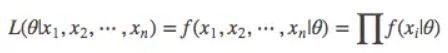 L(θ|x₁, x₂, ⋯, xₙ) = f(x₁, x₂, ⋯, xₙ|θ) = ∏ f(xᵢ|θ)